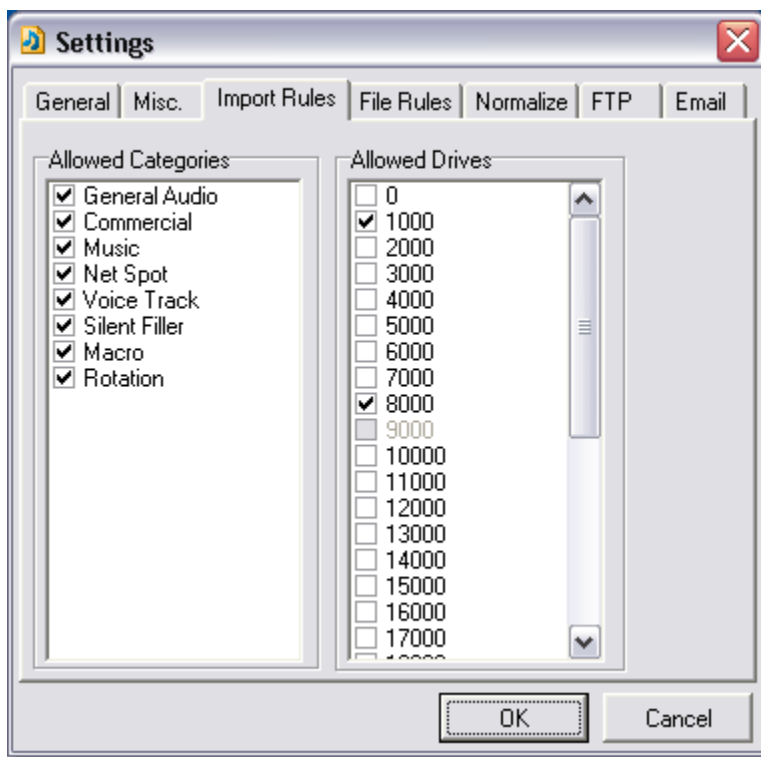 Settings
General Misc. Import Rules File Rules Normalize FTP Email
Allowed Categories
General Audio
Commercial
Music
Net Spot
Voice Track
Silent Filler
Macro
Rotation
Allowed Drives
0
1000
2000
3000
4000
5000
6000
7000
8000
9000
10000
11000
12000
13000
14000
15000
16000
17000
OK Cancel